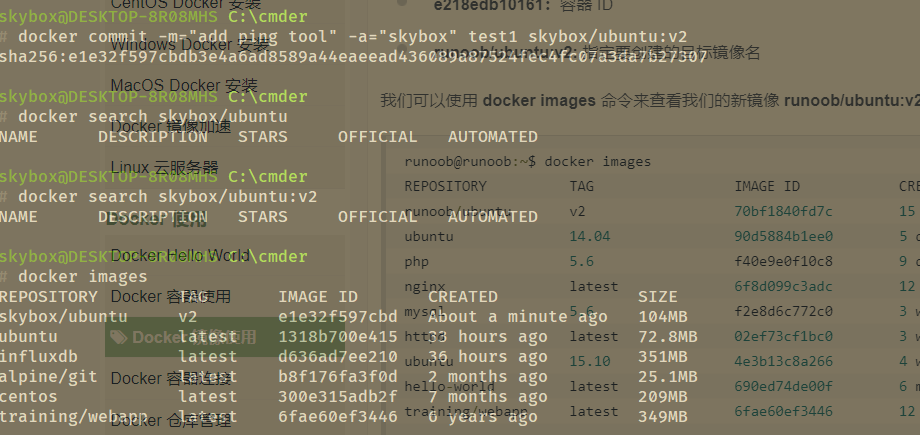 skybox@DESKTOP-8R08MHS C:\cmder
# docker commit -m="add ping tool" -a="skybox" test1 skybox/ubuntu:v2
skybox@DESKTOP-8R08MHS C:\cmder
# docker search skybox/ubuntu
NAME DESCRIPTION STARS OFFICIAL AUTOMATED
skybox@DESKTOP-8R08MHS C:\cmder
# docker search skybox/ubuntu:v2
NAME DESCRIPTION STARS OFFICIAL AUTOMATED
skybox@DESKTOP-8R08MHS C:\cmder
# docker images
REPOSITORY TAG IMAGE ID CREATED SIZE
skybox/ubuntu v2 e1e32f597cbd About a minute ago 104MB
ubuntu latest 1318b700e415 33 hours ago 72.8MB
influxdb latest d636ad7ee210 36 hours ago 351MB
alpine/git latest b8f176fa3f0d 2 months ago 25.1MB
centos latest 300e315adb2f 7 months ago 209MB
training/webapp latest 6fae60ef3446 6 years ago 349MB
CentOS Docker 安装
Windows Docker 安装
MacOS Docker 安装
Docker 镜像加速
Linux 云服务器
Docker 使用
Docker Hello World
Docker 容器使用
Docker 镜像使用
Docker 容器连接
Docker 仓库管理
e218edb10161：容器 ID
runoob/ubuntu:v2: 指定要创建的目标镜像名
我们可以使用 docker images 命令来查看我们的新镜像 runoob/ubuntu:v2
runoob@runoob:~$ docker images
REPOSITORY TAG IMAGE ID
runoob/ubuntu v2 70bf1840fd7c 15
ubuntu 14.04 90d5884b1ee0 5
php 5.6 f40e9e0f10c8 9
nginx latest 6f8d099c3adc 12
mysql 5.6 f2e8d6c772c0 3
httpd latest 02ef73cf1bc0 3
ubuntu 15.10 4e3b13c8a266 4
hello-world latest 690ed74de00f 6
training/webapp latest 6fae60ef3446 12